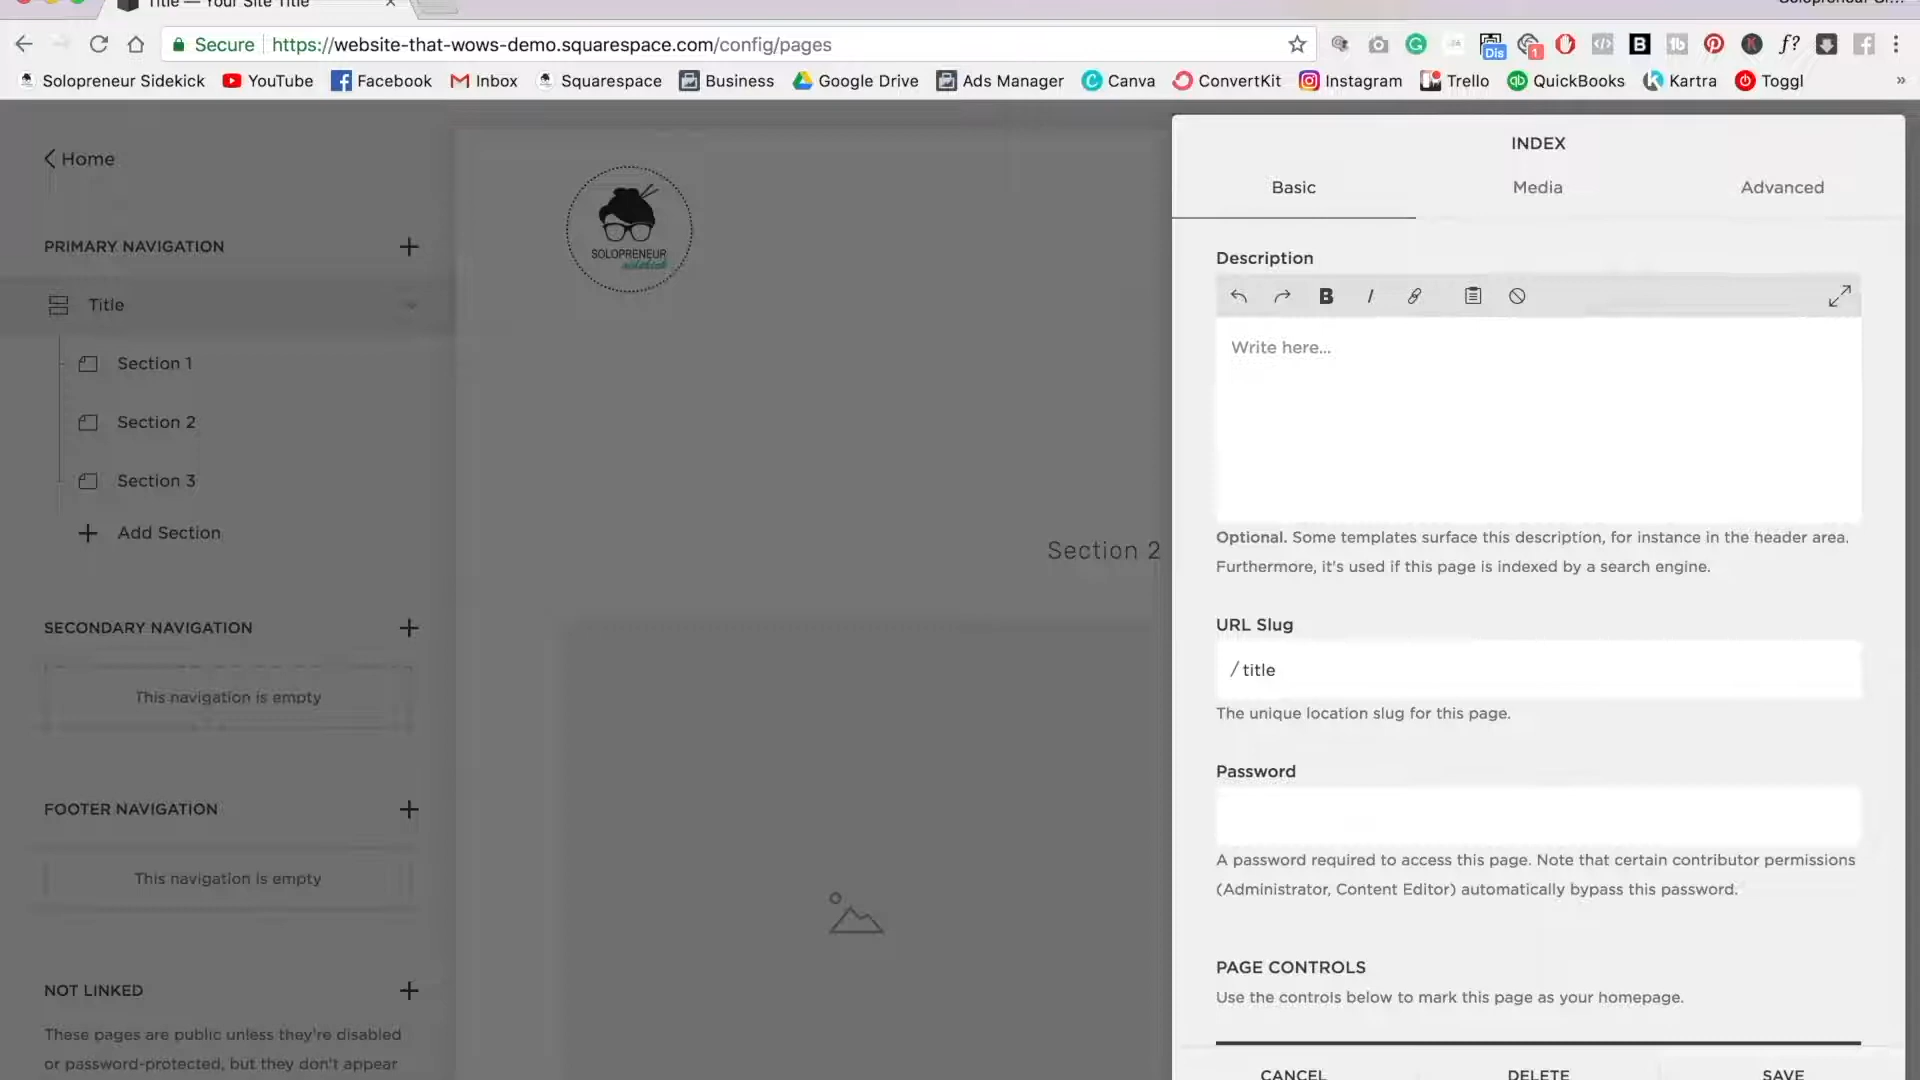 Title — Your Site Title
Secure https://website-that-wows-demo.squarespace.com/config/pages
Dis
1
B
f?
Solopreneur Sidekick YouTube Facebook Inbox Squarespace Business Google Drive Ads Manager Canva ConvertKit Instagram Trello QuickBooks Kartra Toggl »
Home
PRIMARY NAVIGATION
Title
Section 1
Section 2
Section 3
Add Section
SECONDARY NAVIGATION
This navigation is empty
FOOTER NAVIGATION
This navigation is empty
NOT LINKED
These pages are public unless they're disabled
or password-protected, but they don't appear
SOLOPRENEUR
sidekick
Section 2
INDEX
Basic Media Advanced
Description
B I
Write here...
Optional. Some templates surface this description, for instance in the header area.
Furthermore, it's used if this page is indexed by a search engine.
URL Slug
/ title
The unique location slug for this page.
Password
A password required to access this page. Note that certain contributor permissions
(Administrator, Content Editor) automatically bypass this password.
PAGE CONTROLS
Use the controls below to mark this page as your homepage.
CANCEL DELETE SAVE